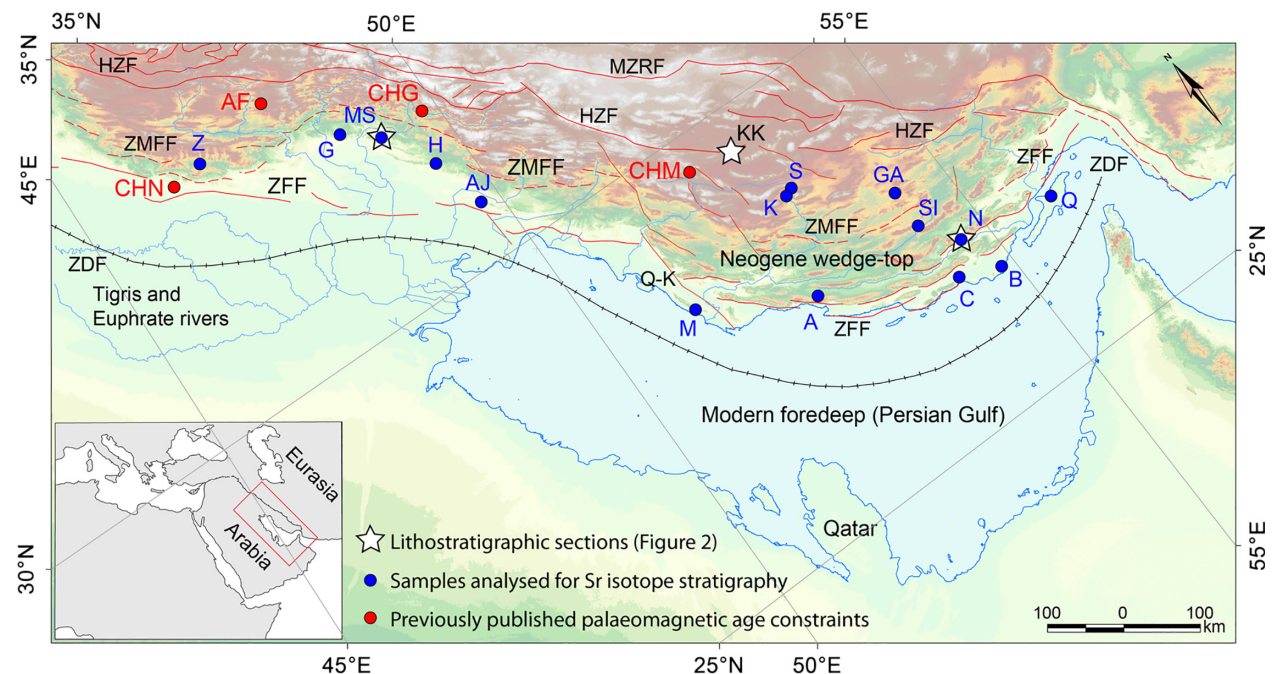 35°N
50°E
55°E
35°N
HZF
MZRF
AF
CHG
HZF
KK
HZF
MS
ZMFF
Z
G
H
ZMFF
CHM
S
GA
ZFF
ZDF
CHN
ZFF
AJ
K
SI
N
Q
45°E
ZMFF
25°N
ZDF
Neogene wedge-top
Q-K
B
C
Tigris and
Euphrate rivers
M
A
ZFF
Modern foredeep (Persian Gulf)
Eurasia
Arabia
Qatar
Lithostratigraphic sections (Figure 2)
Samples analysed for Sr isotope stratigraphy
Previously published palaeomagnetic age constraints
N
100 0 100
km
30°N
55°E
45°E
25°N
50°E